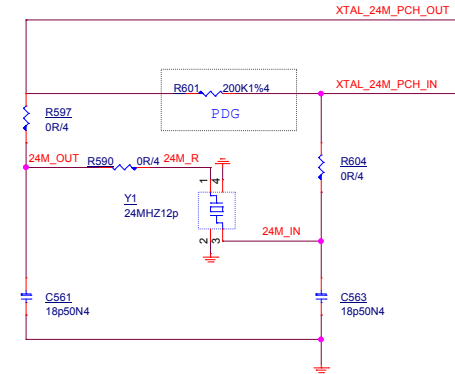 XTAL_24M_PCH_OUT
R601 200K1%4
XTAL_24M_PCH_IN
PDG
R597
0R/4
24M_OUT R590 0R/4 24M_R
R604
0R/4
1 4
Y1
24MHZ12p
2 3
24M_IN
C561
18p50N4
C563
18p50N4